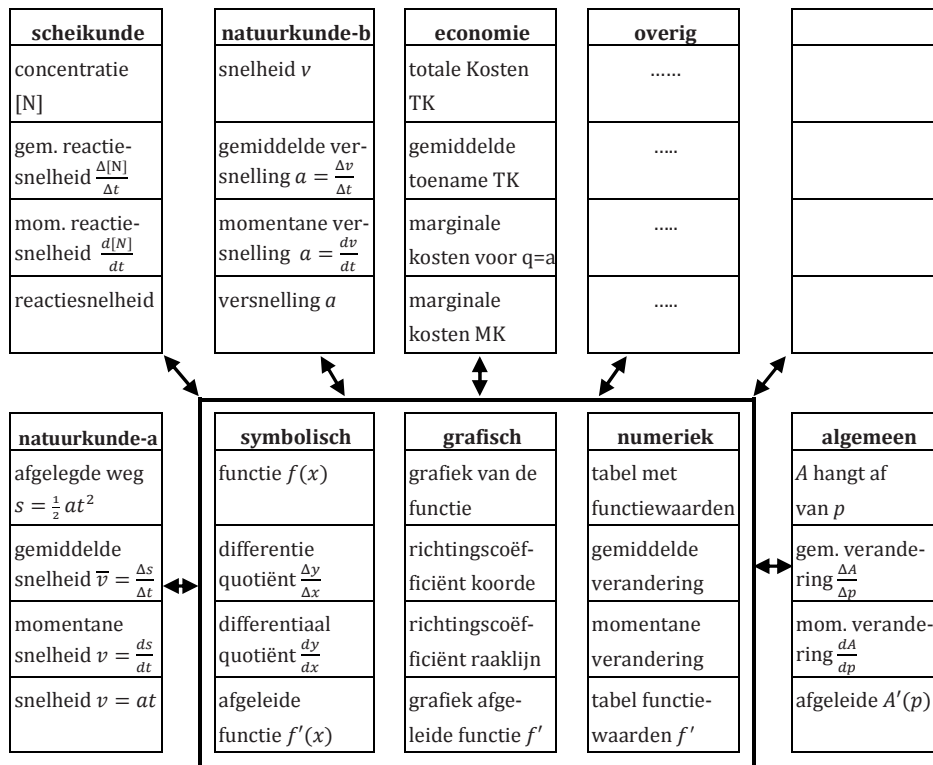 scheikunde
concentratie
[N]
gem. reactie-
snelheid Δ[N]/Δt
mom. reactie-
snelheid d[N]/dt
reactiesnelheid
natuurkunde-b
snelheid v
gemiddelde ver-
snelling a = Δv/Δt
momentane ver-
snelling a = dv/dt
versnelling a
economie
totale Kosten
TK
gemiddelde
toename TK
marginale
kosten voor q=a
marginale
kosten MK
overig
……
…..
…..
…..
natuurkunde-a
afgelegde weg
s = ½ at²
gemiddelde
snelheid v̅ = Δs/Δt
momentane
snelheid v = ds/dt
snelheid v = at
symbolisch
functie f(x)
differentie
quotiënt Δy/Δx
differentiaal
quotiënt dy/dx
afgeleide
functie f′(x)
grafisch
grafiek van de
functie
richtingscoëf-
ficiënt koorde
richtingscoëf-
ficiënt raaklijn
grafiek afge-
leide functie f′
numeriek
tabel met
functiewaarden
gemiddelde
verandering
momentane
verandering
tabel functie-
waarden f′
algemeen
A hangt af
van p
gem. verande-
ring ΔA/Δp
mom. verande-
ring dA/dp
afgeleide A′(p)